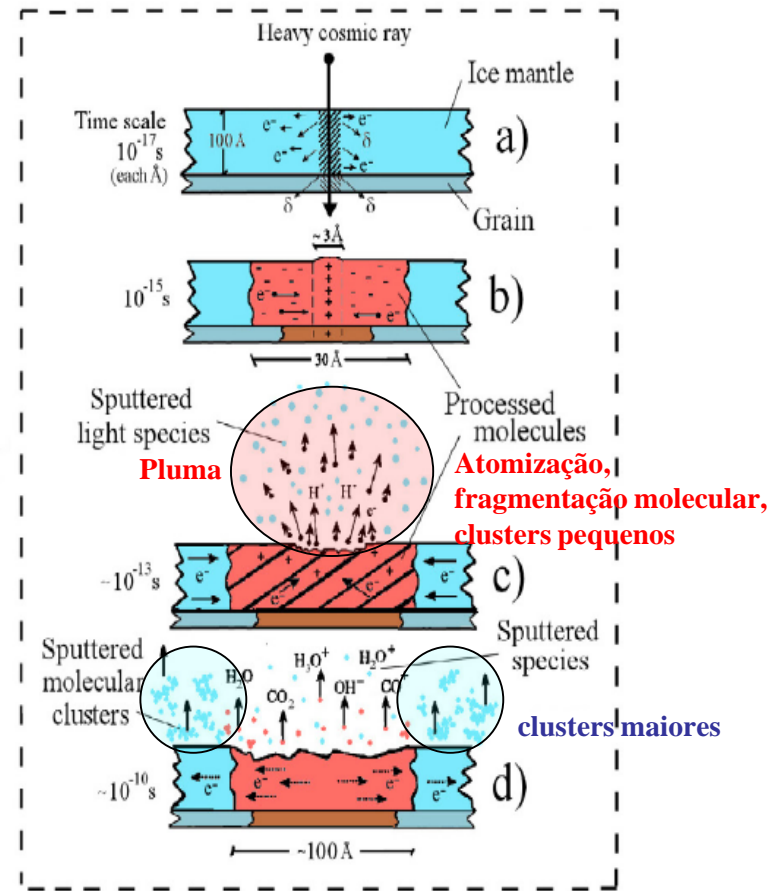 Heavy cosmic ray
Ice mantle
Time scale
10⁻¹⁷s
(each Å)
100 Å
e⁻
e⁻
δ
e⁻
e⁻
a)
δ
δ
Grain
~3Å
10⁻¹⁵s
e⁻
e⁻
b)
30 Å
Sputtered
light species
Processed
molecules
Pluma
Atomização,
fragmentação molecular,
clusters pequenos
H⁺
H⁻
e⁻
~10⁻¹³s
e⁻
e⁻
e⁻
e⁻
c)
Sputtered
molecular
clusters
Sputtered
species
H₂O
CO₂
H₃O⁺
OH⁻
H₂O⁺
CO⁺
clusters maiores
~10⁻¹⁰s
e⁻
e⁻
e⁻
e⁻
d)
~100 Å